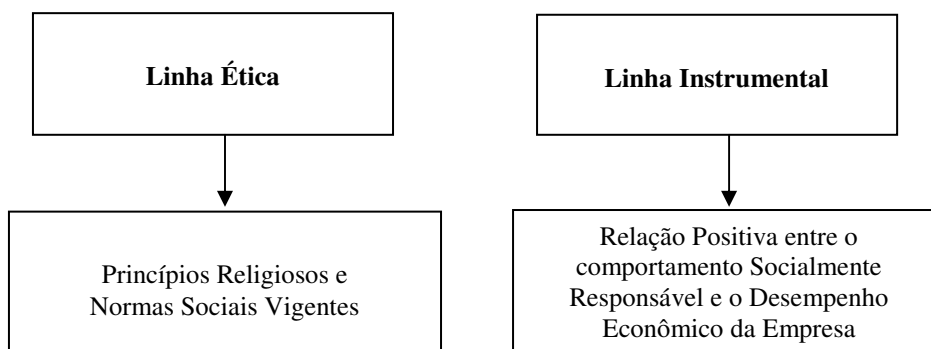 Linha Ética
Linha Instrumental
Princípios Religiosos e
Normas Sociais Vigentes
Relação Positiva entre o
comportamento Socialmente
Responsável e o Desempenho
Econômico da Empresa